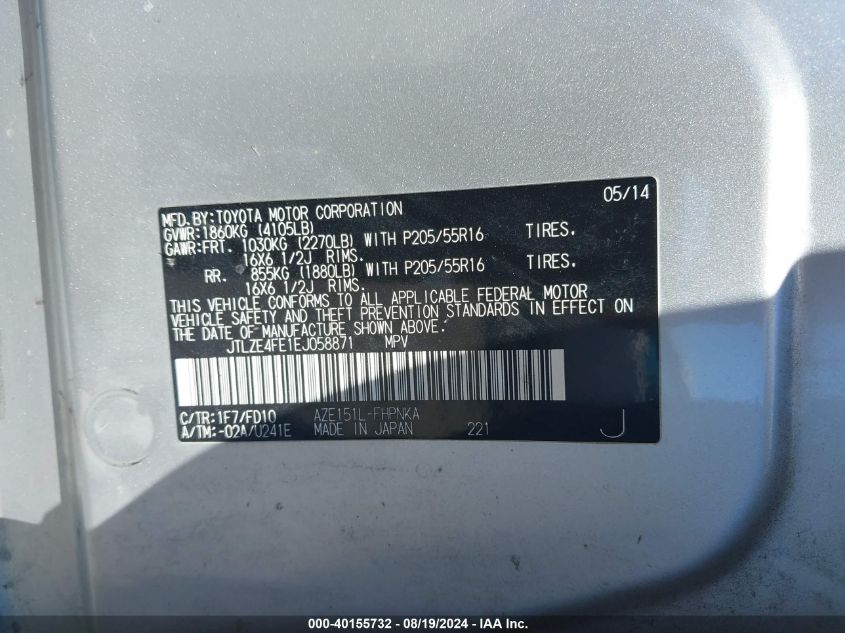 MFD. BY: TOYOTA MOTOR CORPORATION 05/14
GVWR: 1860KG (4105LB)
GAWR: FRT. 1030KG (2270LB) WITH P205/55R16 TIRES.
16X6 1/2J RIMS.
RR. 855KG (1880LB) WITH P205/55R16 TIRES.
16X6 1/2J RIMS.
THIS VEHICLE CONFORMS TO ALL APPLICABLE FEDERAL MOTOR
VEHICLE SAFETY AND THEFT PREVENTION STANDARDS IN EFFECT ON
THE DATE OF MANUFACTURE SHOWN ABOVE.
JTLZE4FE1EJ058871 MPV
C/TR: 1F7/FD10 AZE151L-FHPNKA
A/TM: -02A/U241E MADE IN JAPAN 221 J
000-40155732 - 08/19/2024 - IAA Inc.